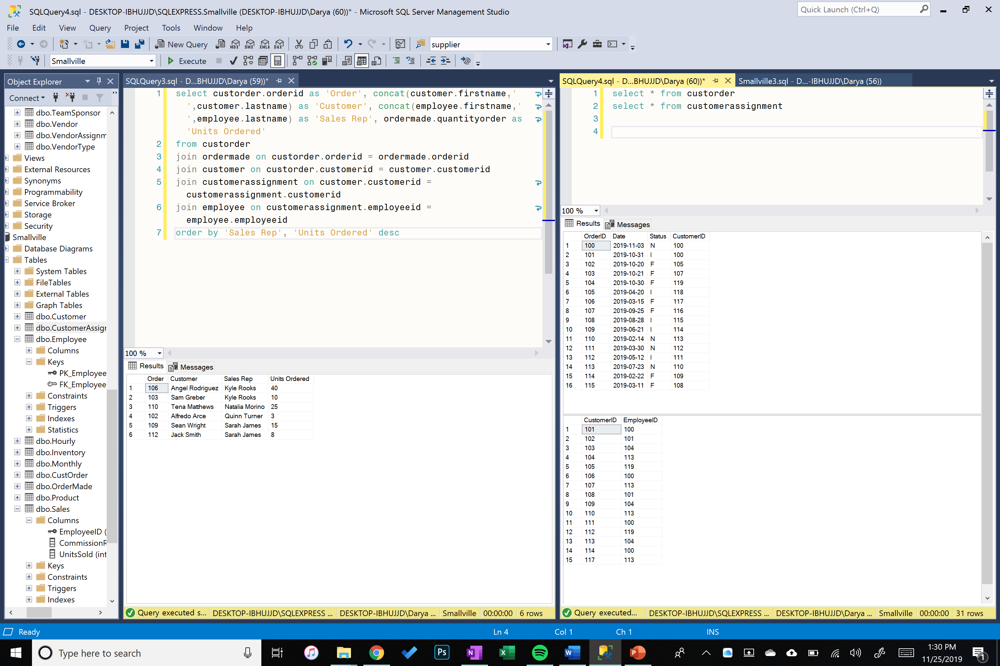 SQLQuery4.sql - DESKTOP-IBHUJJD\SQLEXPRESS.Smallville (DESKTOP-IBHUJJD\Darya (60))* - Microsoft SQL Server Management Studio
Quick Launch (Ctrl+Q)
File Edit View Query Project Tools Window Help
New Query MDX DMX XMLA DAX supplier
Smallville Execute
Object Explorer
Connect
dbo.TeamSponsor
dbo.Vendor
dbo.VendorAssignm
dbo.VendorType
Views
External Resources
Synonyms
Programmability
Service Broker
Storage
Security
Smallville
Database Diagrams
Tables
System Tables
FileTables
External Tables
Graph Tables
dbo.Customer
dbo.CustomerAssigr
dbo.Employee
Columns
Keys
PK_Employee
FK_Employee
Constraints
Triggers
Indexes
Statistics
dbo.Hourly
dbo.Inventory
dbo.Monthly
dbo.CustOrder
dbo.OrderMade
dbo.Product
dbo.Sales
Columns
EmployeeID (
CommissionR
UnitsSold (int
Keys
Constraints
Triggers
Indexes
SQLQuery3.sql - D...BHUJJD\Darya (59))*
1 select custorder.orderid as 'Order', concat(customer.firstname,'
',customer.lastname) as 'Customer', concat(employee.firstname,'
',employee.lastname) as 'Sales Rep', ordermade.quantityorder as
'Units Ordered'
2 from custorder
3 join ordermade on custorder.orderid = ordermade.orderid
4 join customer on custorder.customerid = customer.customerid
5 join customerassignment on customer.customerid =
customerassignment.customerid
6 join employee on customerassignment.employeeid =
employee.employeeid
7 order by 'Sales Rep', 'Units Ordered' desc
100 %
Results Messages
Order Customer Sales Rep Units Ordered
1 106 Angel Rodriguez Kyle Rooks 40
2 103 Sam Greber Kyle Rooks 10
3 110 Tena Matthews Natalia Morino 25
4 102 Alfredo Arce Quinn Turner 3
5 109 Sean Wright Sarah James 15
6 112 Jack Smith Sarah James 8
Query executed s... DESKTOP-IBHUJJD\SQLEXPRESS ... DESKTOP-IBHUJJD\Darya ... Smallville 00:00:00 6 rows
SQLQuery4.sql - D...BHUJJD\Darya (60))* Smallville3.sql - D...-IBHUJJD\Darya (56))
1 select * from custorder
2 select * from customerassignment
3
4
100 %
Results Messages
OrderID Date Status CustomerID
1 100 2019-11-03 N 100
2 101 2019-10-31 I 100
3 102 2019-10-20 F 105
4 103 2019-10-21 F 107
5 104 2019-10-30 F 119
6 105 2019-04-20 I 118
7 106 2019-03-15 F 117
8 107 2019-09-25 F 116
9 108 2019-08-28 I 115
10 109 2019-06-21 I 114
11 110 2019-02-14 N 113
12 111 2019-03-30 N 112
13 112 2019-05-12 I 111
14 113 2019-07-23 N 110
15 114 2019-02-22 F 109
16 115 2019-03-11 F 108
CustomerID EmployeeID
1 101 100
2 102 101
3 103 104
4 104 113
5 105 119
6 106 100
7 107 113
8 108 101
9 109 104
10 110 113
11 111 100
12 112 119
13 113 104
14 114 100
15 117 113
Query executed... DESKTOP-IBHUJJD\SQLEXPRESS ... DESKTOP-IBHUJJD\Darya ... Smallville 00:00:00 31 rows
Ready Ln 4 Col 1 Ch 1 INS
Type here to search
Ps N X W P
1:30 PM
11/25/2019
1